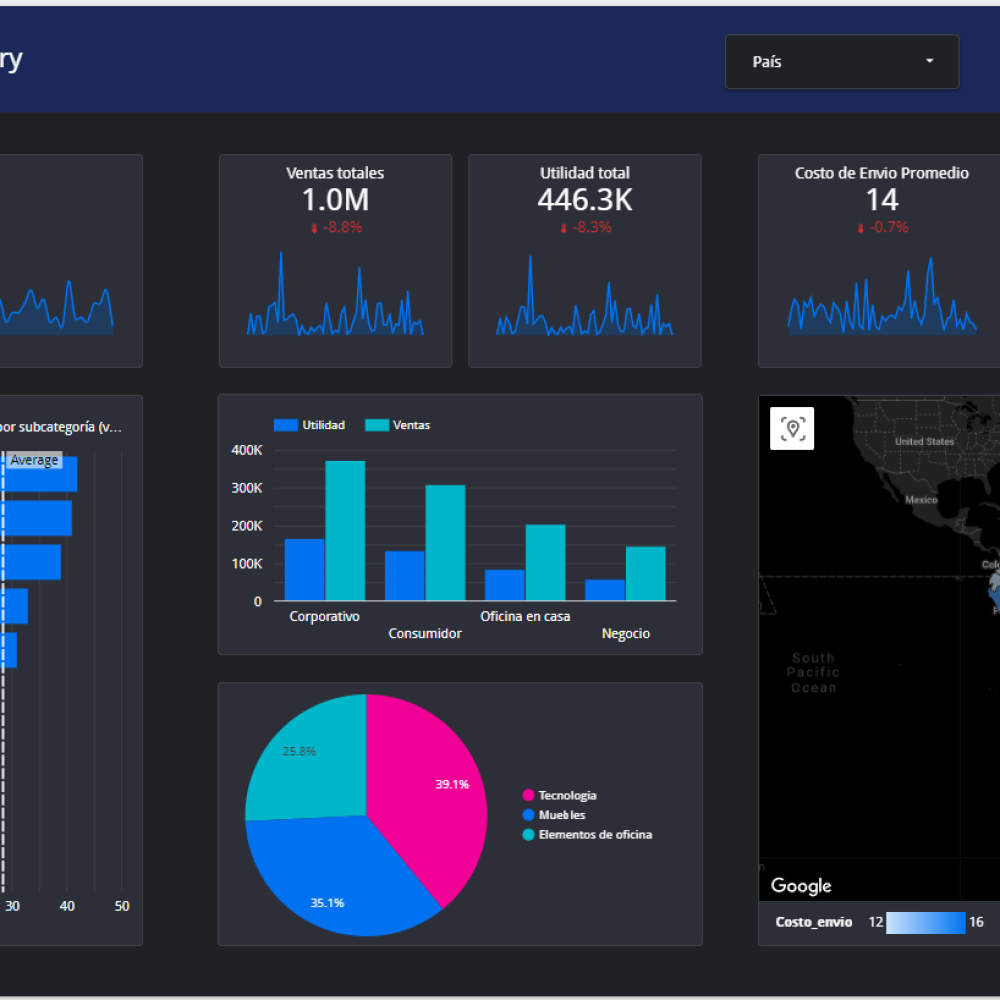 ry
País
Ventas totales
1.0M
-8.8%
Utilidad total
446.3K
-8.3%
Costo de Envio Promedio
14
-0.7%
por subcategoría (v...
Average
30 40 50
Utilidad Ventas
400K
300K
200K
100K
0
Corporativo
Consumidor
Oficina en casa
Negocio
25.8%
39.1%
35.1%
Tecnologia
Muebles
Elementos de oficina
United States
Mexico
Col
South
Pacific
Ocean
Google
Costo_envio 12 16